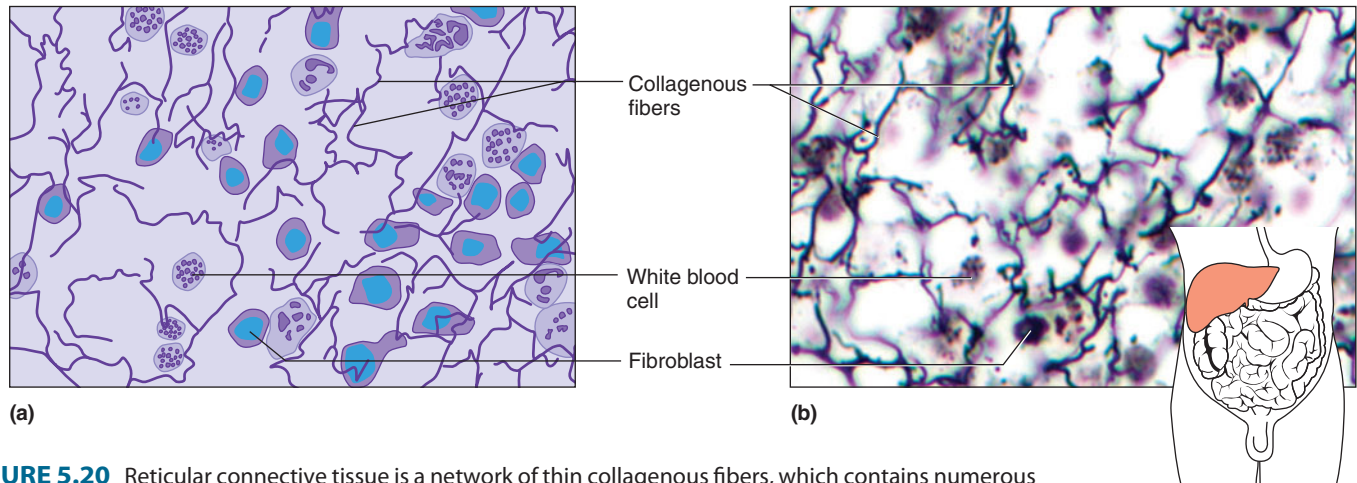 Collagenous
fibers
White blood
cell
Fibroblast
(a)
(b)
URE 5.20 Reticular connective tissue is a network of thin collagenous fibers, which contains numerous